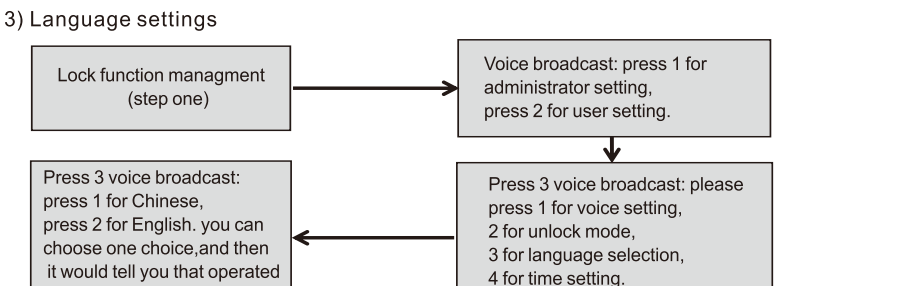 3) Language settings
Lock function managment
(step one)
Voice broadcast: press 1 for
administrator setting,
press 2 for user setting.
Press 3 voice broadcast: please
press 1 for voice setting,
2 for unlock mode,
3 for language selection,
4 for time setting.
Press 3 voice broadcast:
press 1 for Chinese,
press 2 for English. you can
choose one choice,and then
it would tell you that operated